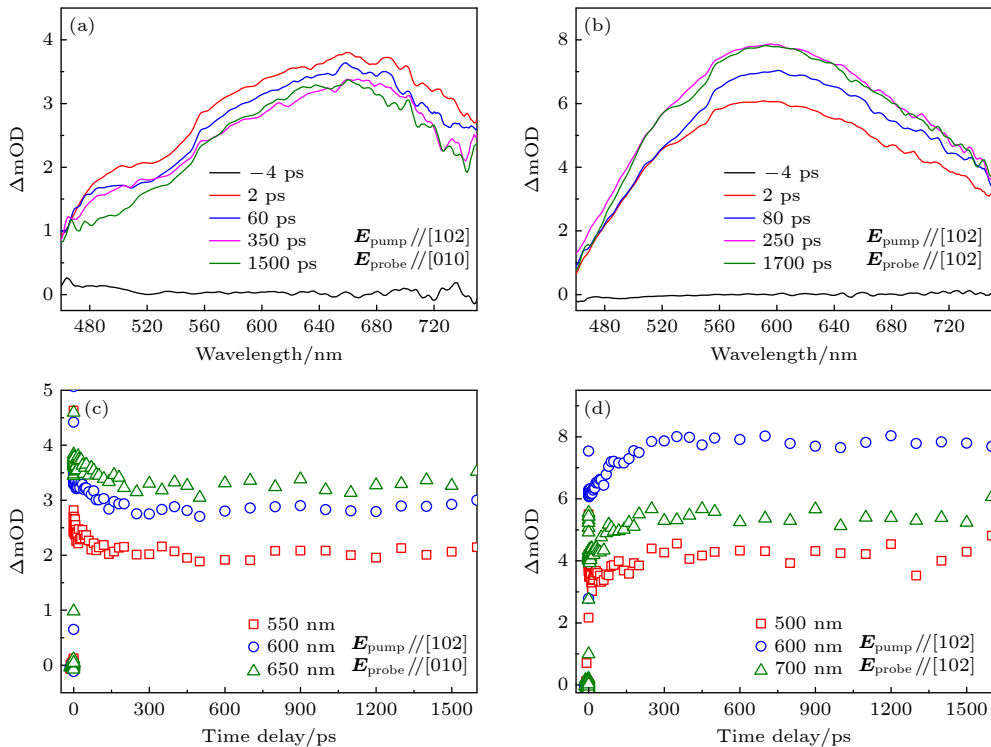 (a)
4
3
2
1
0
ΔmOD
−4 ps
2 ps
60 ps
350 ps
1500 ps
E pump//[102]
E probe//[010]
480 520 560 600 640 680 720
Wavelength/nm
(b)
8
6
4
2
0
ΔmOD
−4 ps
2 ps
80 ps
250 ps
1700 ps
E pump//[102]
E probe//[102]
480 520 560 600 640 680 720
Wavelength/nm
(c)
5
4
3
2
1
0
ΔmOD
550 nm
600 nm
650 nm
E pump//[102]
E probe//[010]
0 300 600 900 1200 1500
Time delay/ps
(d)
8
6
4
2
0
ΔmOD
500 nm
600 nm
700 nm
E pump//[102]
E probe//[102]
0 300 600 900 1200 1500
Time delay/ps